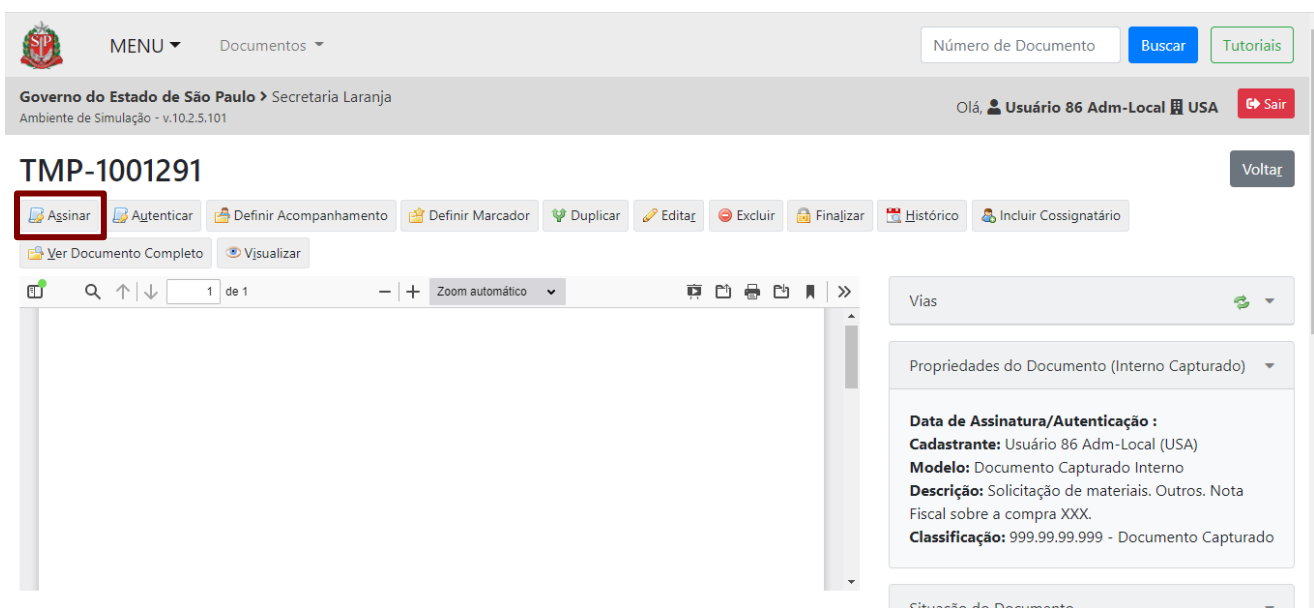 MENU Documentos Número de Documento Buscar Tutoriais
Governo do Estado de São Paulo > Secretaria Laranja
Ambiente de Simulação - v.10.2.5.101
Olá, Usuário 86 Adm-Local USA Sair
TMP-1001291 Voltar
Assinar Autenticar Definir Acompanhamento Definir Marcador Duplicar Editar Excluir Finalizar Histórico Incluir Cossignatário
Ver Documento Completo Visualizar
1 de 1 Zoom automático
Vias
Propriedades do Documento (Interno Capturado)
Data de Assinatura/Autenticação :
Cadastrante: Usuário 86 Adm-Local (USA)
Modelo: Documento Capturado Interno
Descrição: Solicitação de materiais. Outros. Nota
Fiscal sobre a compra XXX.
Classificação: 999.99.99.999 - Documento Capturado
Situação do Documento